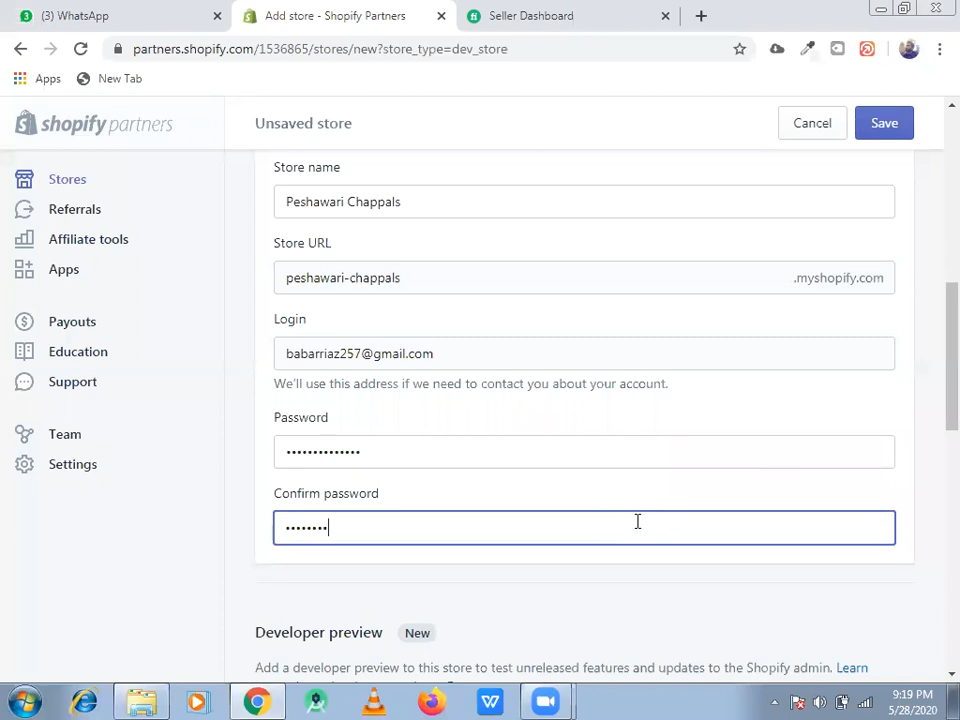 (3) WhatsApp
Add store - Shopify Partners
Seller Dashboard
partners.shopify.com/1536865/stores/new?store_type=dev_store
Apps
New Tab
shopify partners
Unsaved store
Cancel
Save
Stores
Referrals
Affiliate tools
Apps
Payouts
Education
Support
Team
Settings
Store name
Peshawari Chappals
Store URL
peshawari-chappals
.myshopify.com
Login
babarriaz257@gmail.com
We'll use this address if we need to contact you about your account.
Password
••••••••••••••
Confirm password
••••••••
Developer preview New
Add a developer preview to this store to test unreleased features and updates to the Shopify admin. Learn
9:19 PM
5/28/2020